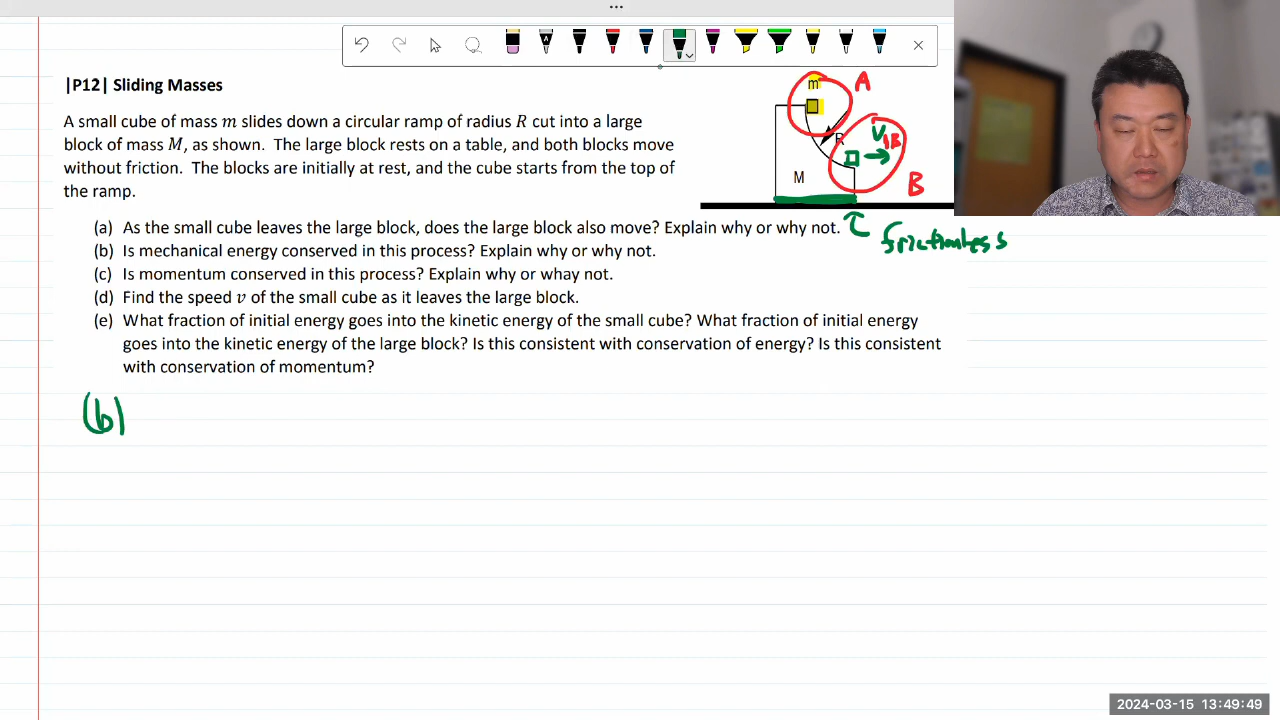 |P12| Sliding Masses
A small cube of mass m slides down a circular ramp of radius R cut into a large
block of mass M, as shown. The large block rests on a table, and both blocks move
without friction. The blocks are initially at rest, and the cube starts from the top of
the ramp.
(a) As the small cube leaves the large block, does the large block also move? Explain why or why not.
(b) Is mechanical energy conserved in this process? Explain why or why not.
(c) Is momentum conserved in this process? Explain why or whay not.
(d) Find the speed v of the small cube as it leaves the large block.
(e) What fraction of initial energy goes into the kinetic energy of the small cube? What fraction of initial energy
goes into the kinetic energy of the large block? Is this consistent with conservation of energy? Is this consistent
with conservation of momentum?
m
A
R
V1B
M
B
frictionless s
(b)
2024-03-15 13:49:49